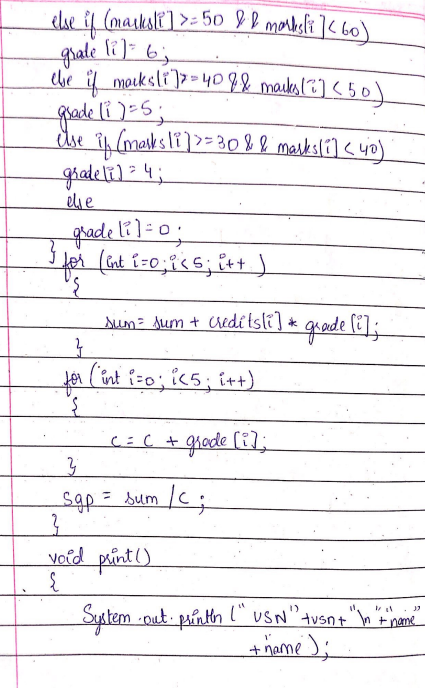 else if (marks[i] >= 50 && marks[i] < 60)
grade [i] = 6;
else if marks[i] >= 40 && marks[i] < 50)
grade [i] = 5;
else if (marks[i] >= 30 && marks[i] < 40)
grade[i] = 4;
else
grade [i] = 0;
} for (int i=0; i<5; i++ )
{
sum = sum + credits[i] * grade [i];
}
for (int i=0; i<5; i++)
{
c = c + grade [i];
}
sgp = sum / c;
}
void print()
{
System.out.println ("USN"+usn+ "\n"+"name"
+name);